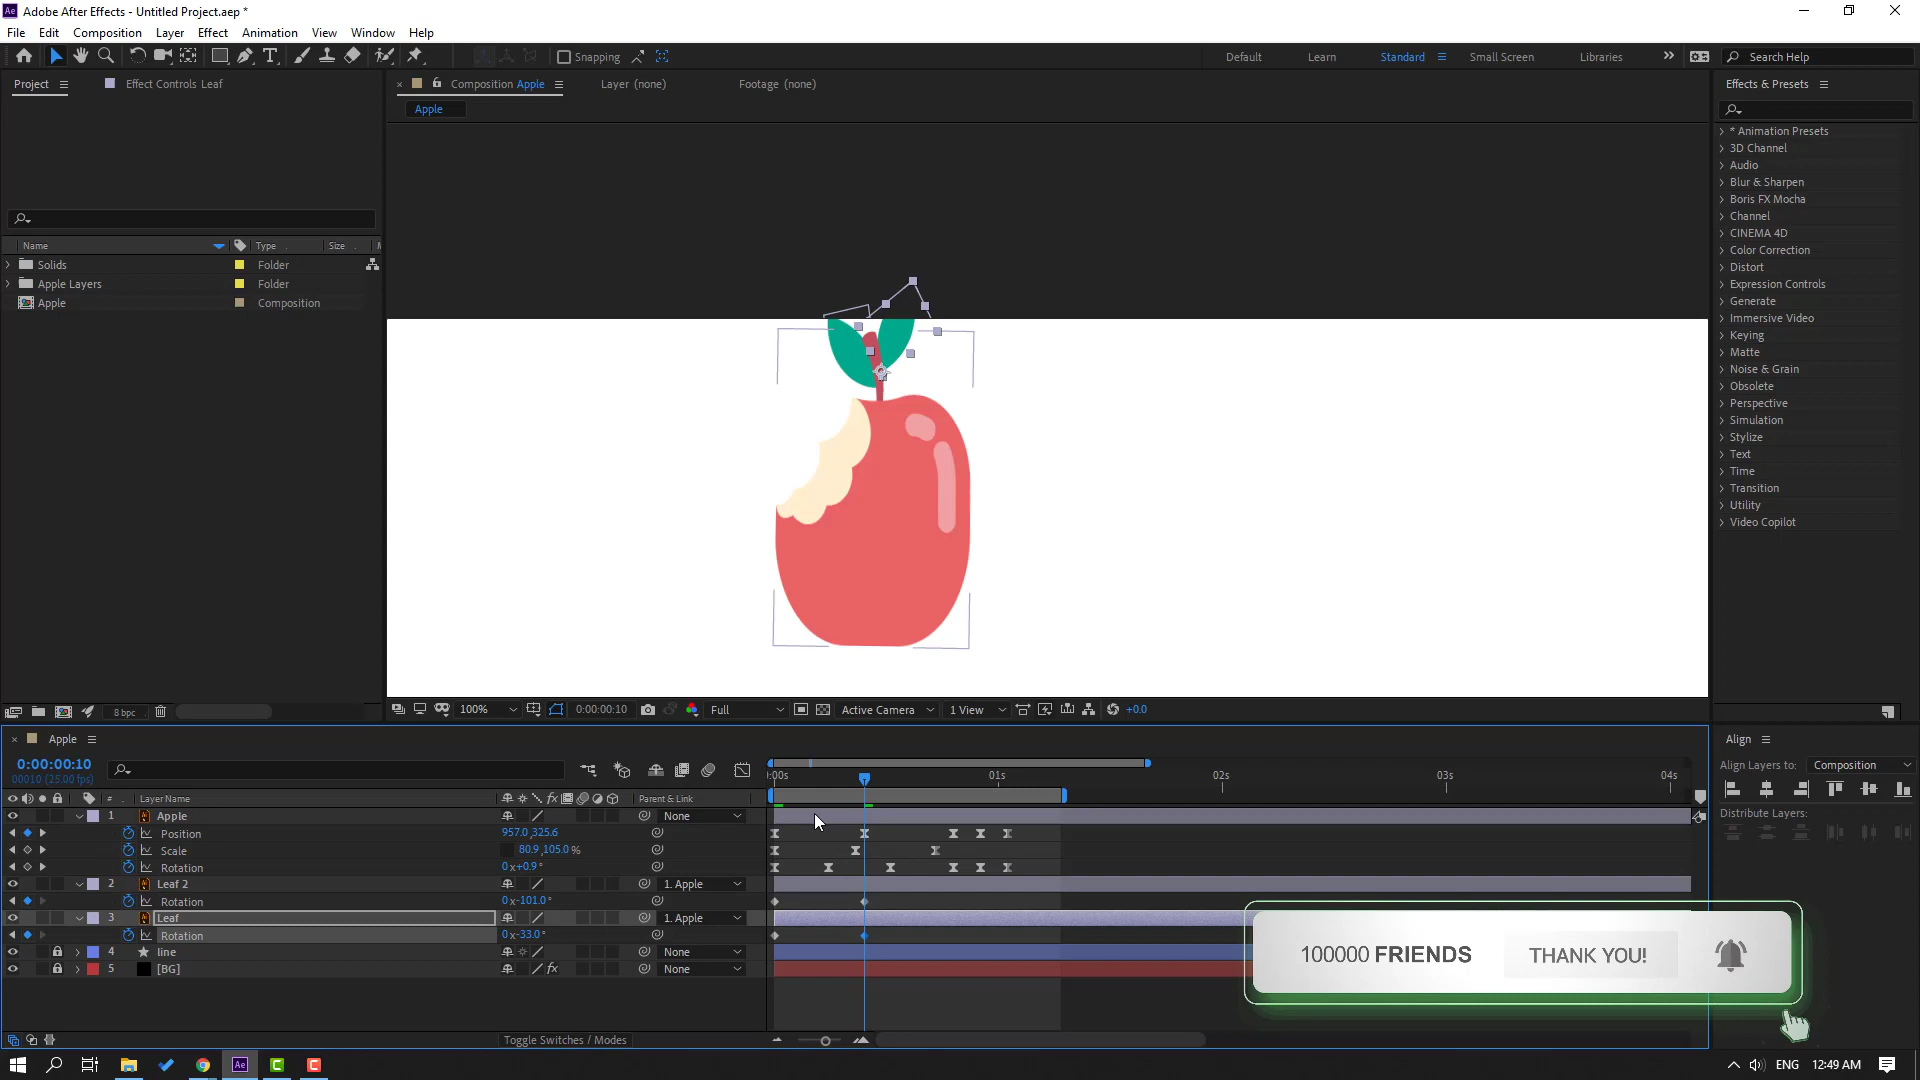 Adobe After Effects - Untitled Project.aep *
File Edit Composition Layer Effect Animation View Window Help
Snapping Default Learn Standard Small Screen Libraries Search Help
Project Effect Controls Leaf Composition Apple Layer (none) Footage (none) Effects & Presets
Apple
* Animation Presets
3D Channel
Audio
Blur & Sharpen
Boris FX Mocha
Channel
CINEMA 4D
Color Correction
Distort
Expression Controls
Generate
Immersive Video
Keying
Matte
Noise & Grain
Obsolete
Perspective
Simulation
Stylize
Text
Time
Transition
Utility
Video Copilot
Name Type Size
Solids Folder
Apple Layers Folder
Apple Composition
8 bpc 100% 0:00:00:10 Full Active Camera 1 View +0.0
Apple
0:00:00:10
00010 (25.00 fps)
:00s 01s 02s 03s 04s
# Layer Name Parent & Link
1 Apple None
Position 957.0,325.6
Scale 80.9,105.0%
Rotation 0x+0.9°
2 Leaf 2 1. Apple
Rotation 0x-101.0°
3 Leaf 1. Apple
Rotation 0x-33.0°
4 line None
5 [BG] None
Toggle Switches / Modes
Align
Align Layers to: Composition
Distribute Layers:
100000 FRIENDS THANK YOU!
ENG 12:49 AM